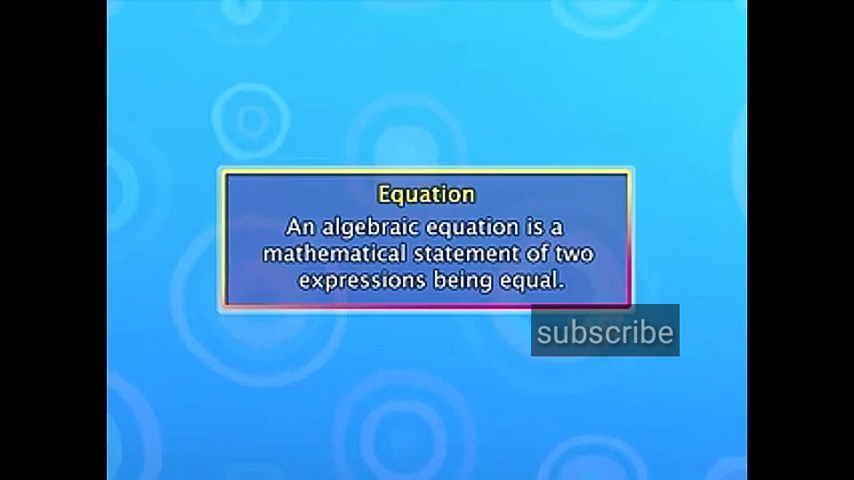 Equation
An algebraic equation is a
mathematical statement of two
expressions being equal.
subscribe